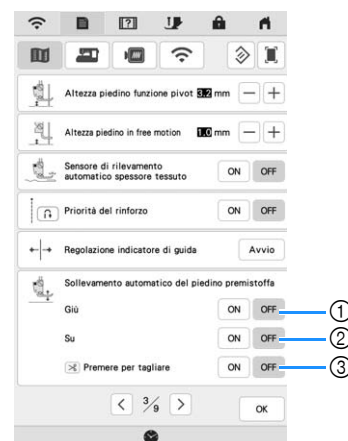 Altezza piedino funzione pivot 3.2 mm − +
Altezza piedino in free motion 1.0 mm − +
Sensore di rilevamento
automatico spessore tessuto ON OFF
Priorità del rinforzo ON OFF
Regolazione indicatore di guida Avvio
Sollevamento automatico del piedino premistoffa
Giù ON OFF ①
Su ON OFF ②
Premere per tagliare ON OFF ③
< 3/9 > OK